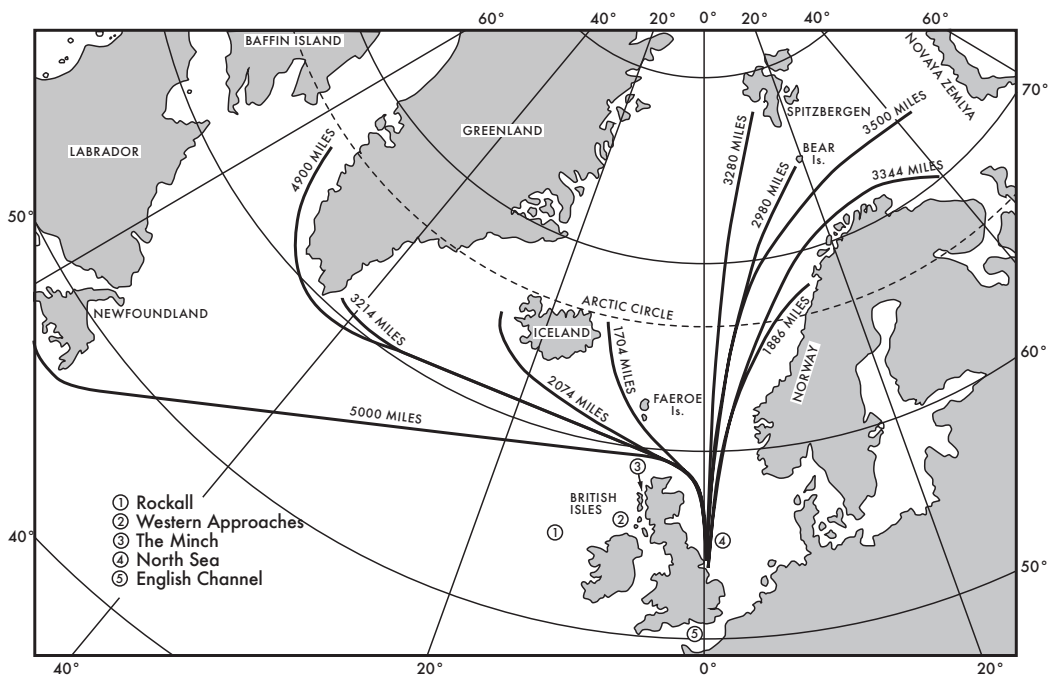 60° 40° 20° 0° 20° 40° 60°
BAFFIN ISLAND
NOVAYA ZEMLYA
70°
SPITZBERGEN
3500 MILES
GREENLAND
LABRADOR
4900 MILES
3280 MILES
BEAR
Is.
3344 MILES
2980 MILES
50°
ARCTIC CIRCLE
NEWFOUNDLAND
3214 MILES
ICELAND
1704 MILES
1886 MILES
60°
NORWAY
2074 MILES
FAEROE
Is.
5000 MILES
3
BRITISH
ISLES
1 Rockall
2 Western Approaches
3 The Minch
4 North Sea
5 English Channel
2
1
4
40°
50°
5
40° 20° 0° 20°